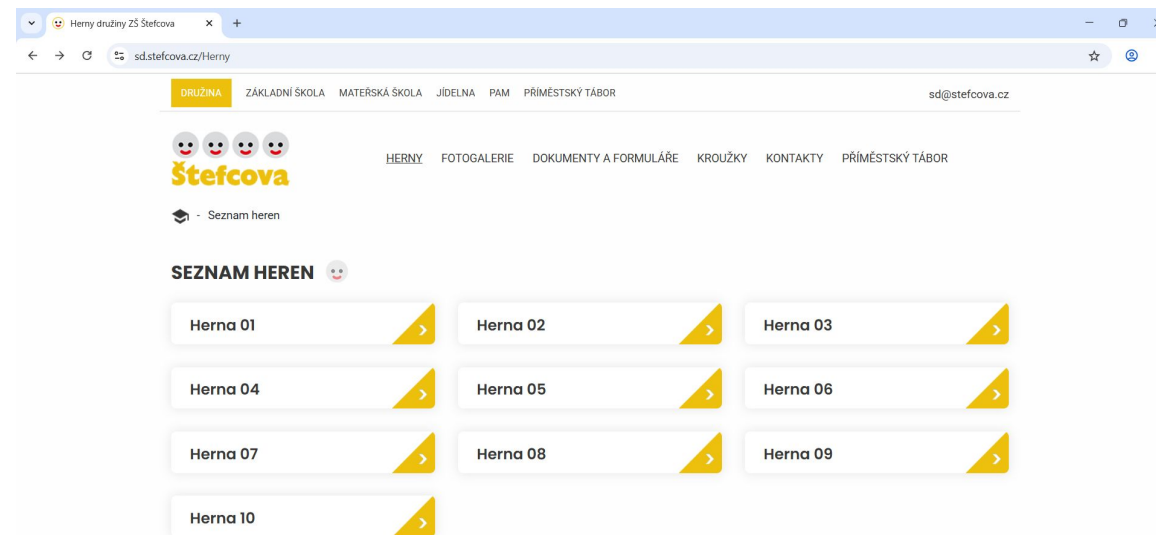 Herny družiny ZŠ Štefcova
sd.stefcova.cz/Herny
DRUŽINA ZÁKLADNÍ ŠKOLA MATEŘSKÁ ŠKOLA JÍDELNA PAM PŘÍMĚSTSKÝ TÁBOR sd@stefcova.cz
Štefcova
HERNY FOTOGALERIE DOKUMENTY A FORMULÁŘE KROUŽKY KONTAKTY PŘÍMĚSTSKÝ TÁBOR
- Seznam heren
SEZNAM HEREN
Herna 01 Herna 02 Herna 03
Herna 04 Herna 05 Herna 06
Herna 07 Herna 08 Herna 09
Herna 10